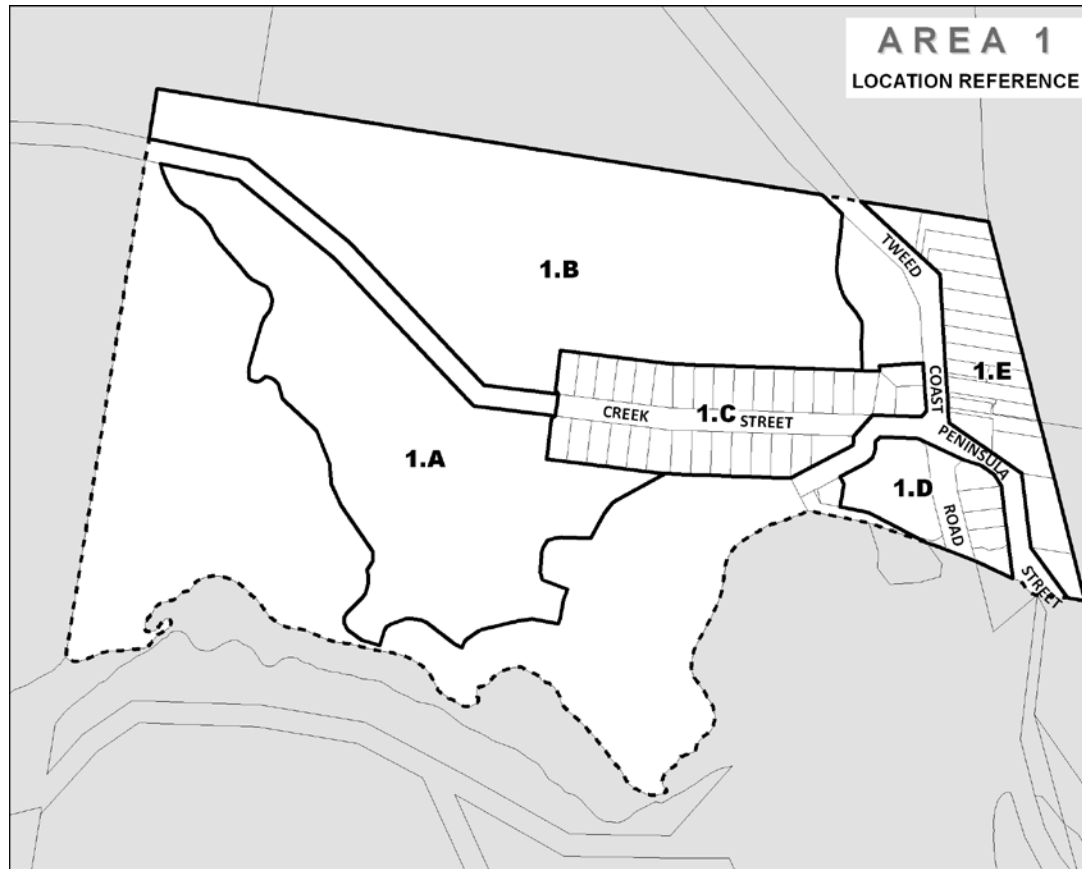 AREA 1
LOCATION REFERENCE
TWEED
1.B
COAST
1.E
CREEK
1.C
STREET
PENINSULA
1.A
1.D
ROAD
STREET